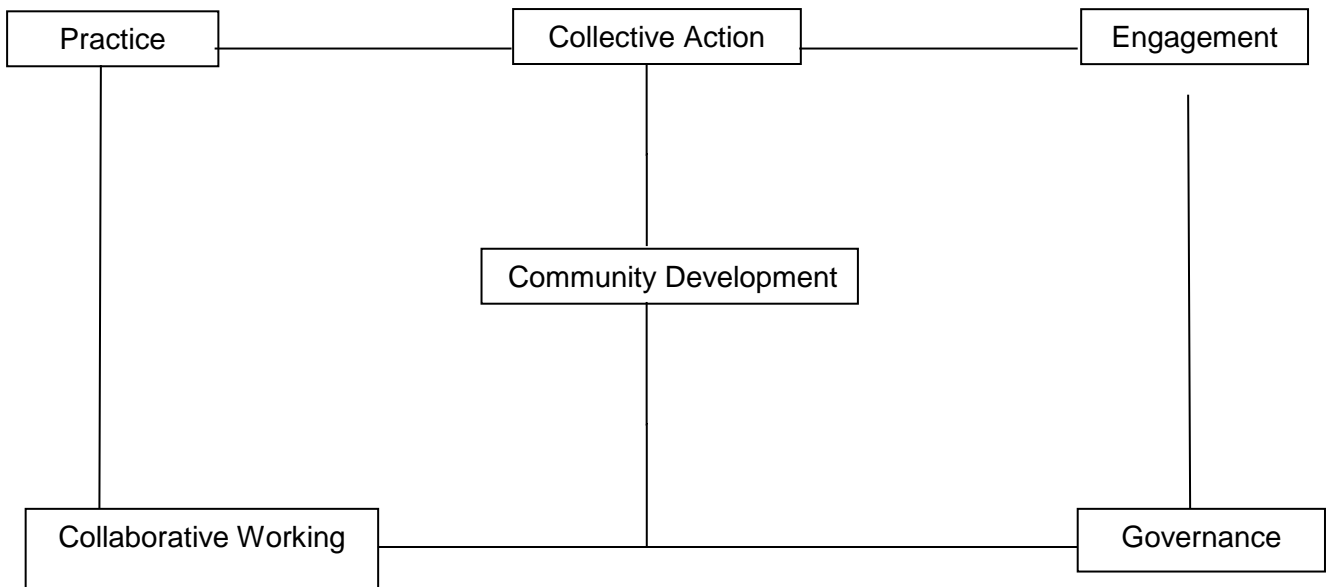 Practice
Collective Action
Engagement
Community Development
Collaborative Working
Governance